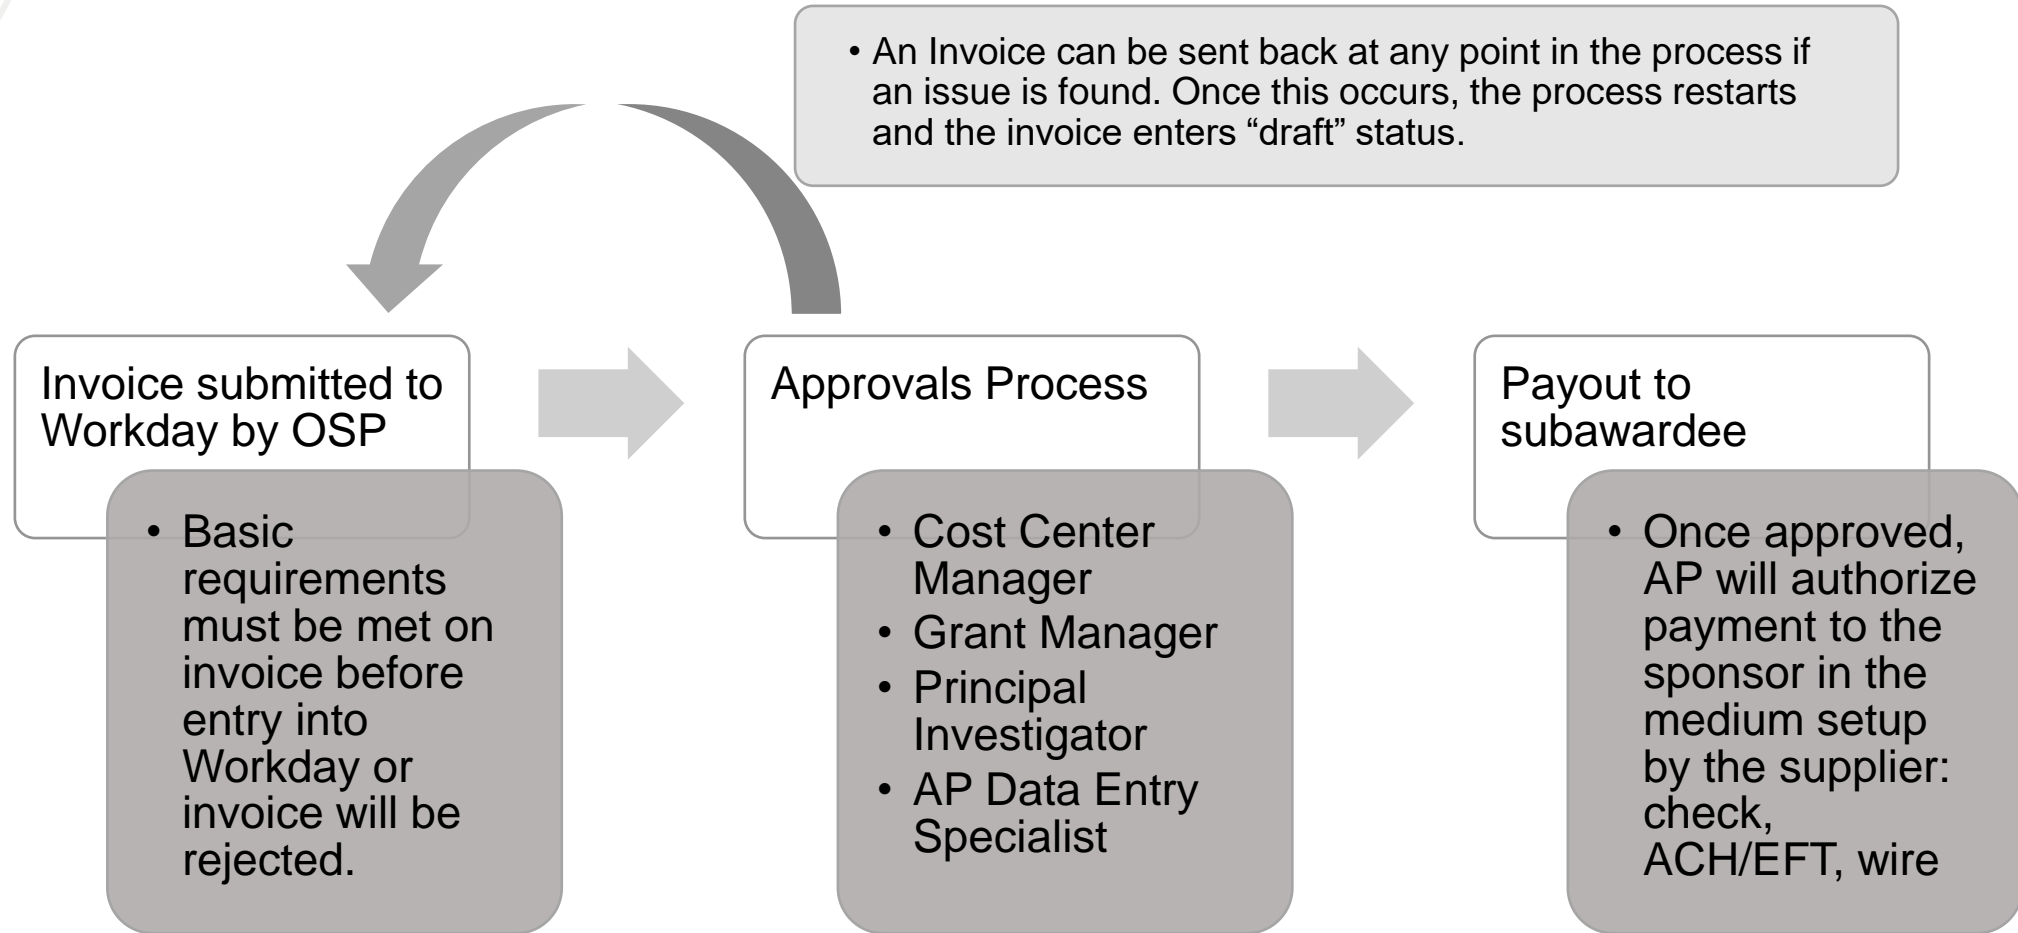 • An Invoice can be sent back at any point in the process if
an issue is found. Once this occurs, the process restarts
and the invoice enters “draft” status.
Invoice submitted to
Workday by OSP
• Basic
requirements
must be met on
invoice before
entry into
Workday or
invoice will be
rejected.
Approvals Process
• Cost Center
Manager
• Grant Manager
• Principal
Investigator
• AP Data Entry
Specialist
Payout to
subawardee
• Once approved,
AP will authorize
payment to the
sponsor in the
medium setup
by the supplier:
check,
ACH/EFT, wire